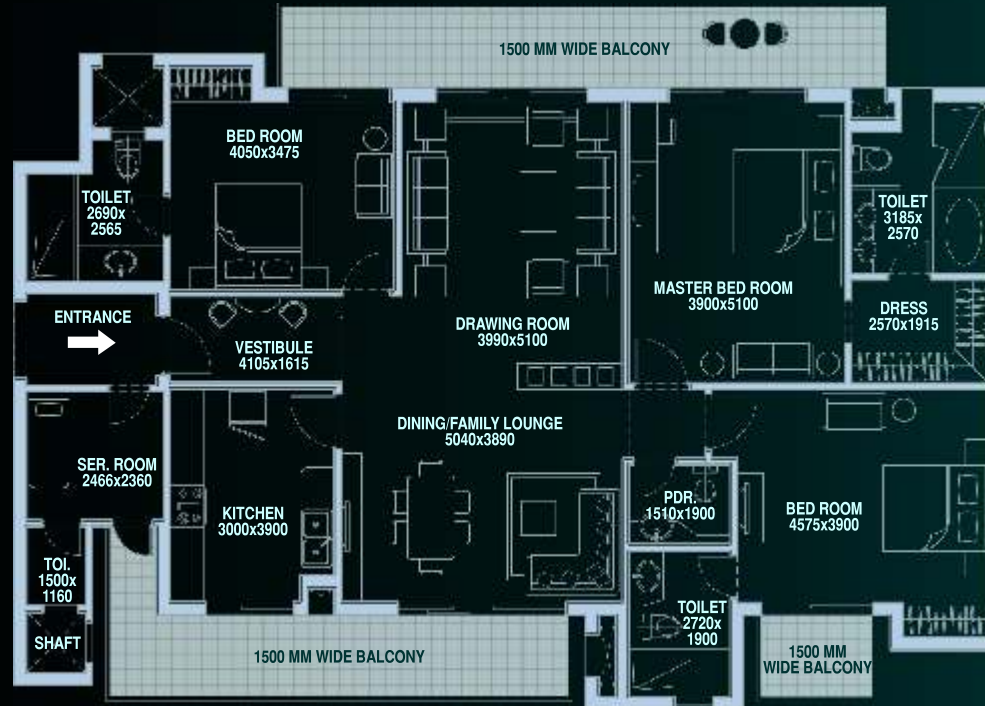 1500 MM WIDE BALCONY
BED ROOM
4050x3475
TOILET
2690x
2565
TOILET
3185x
2570
MASTER BED ROOM
3900x5100
DRESS
2570x1915
ENTRANCE
DRAWING ROOM
3990x5100
VESTIBULE
4105x1615
DINING/FAMILY LOUNGE
5040x3890
SER. ROOM
2466x2360
KITCHEN
3000x3900
PDR.
1510x1900
BED ROOM
4575x3900
TOI.
1500x
1160
TOILET
2720x
1900
SHAFT
1500 MM WIDE BALCONY
1500 MM
WIDE BALCONY